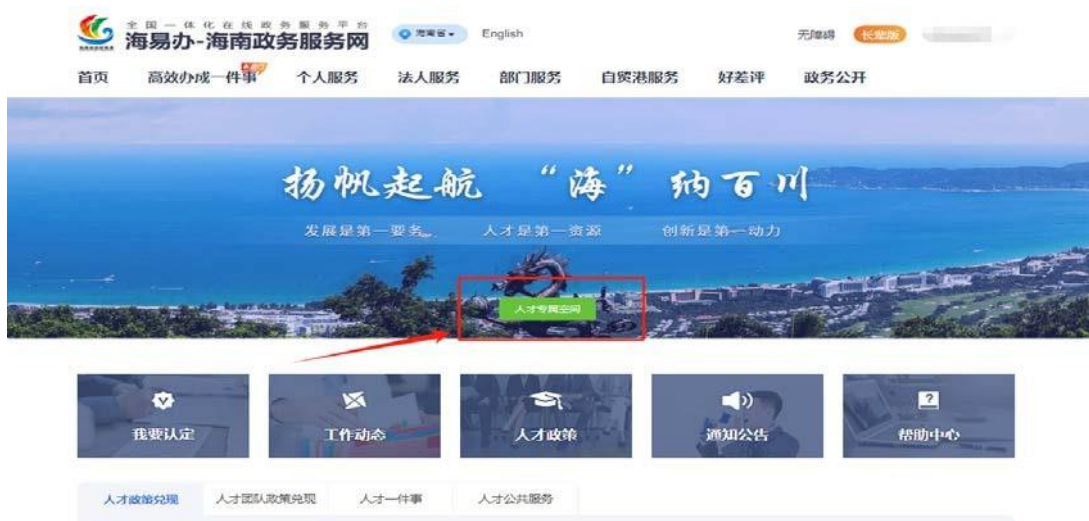 全国一体化在线政务服务平台
海易办-海南政务服务网
海南省
English
无障碍
长辈版
首页 高效办成一件事 个人服务 法人服务 部门服务 自贸港服务 好差评 政务公开
扬帆起航 “海”纳百川
发展是第一要务 人才是第一资源 创新是第一动力
人才专属空间
我要认定 工作动态 人才政策 通知公告 帮助中心
人才政策兑现 人才团队政策兑现 人才一件事 人才公共服务